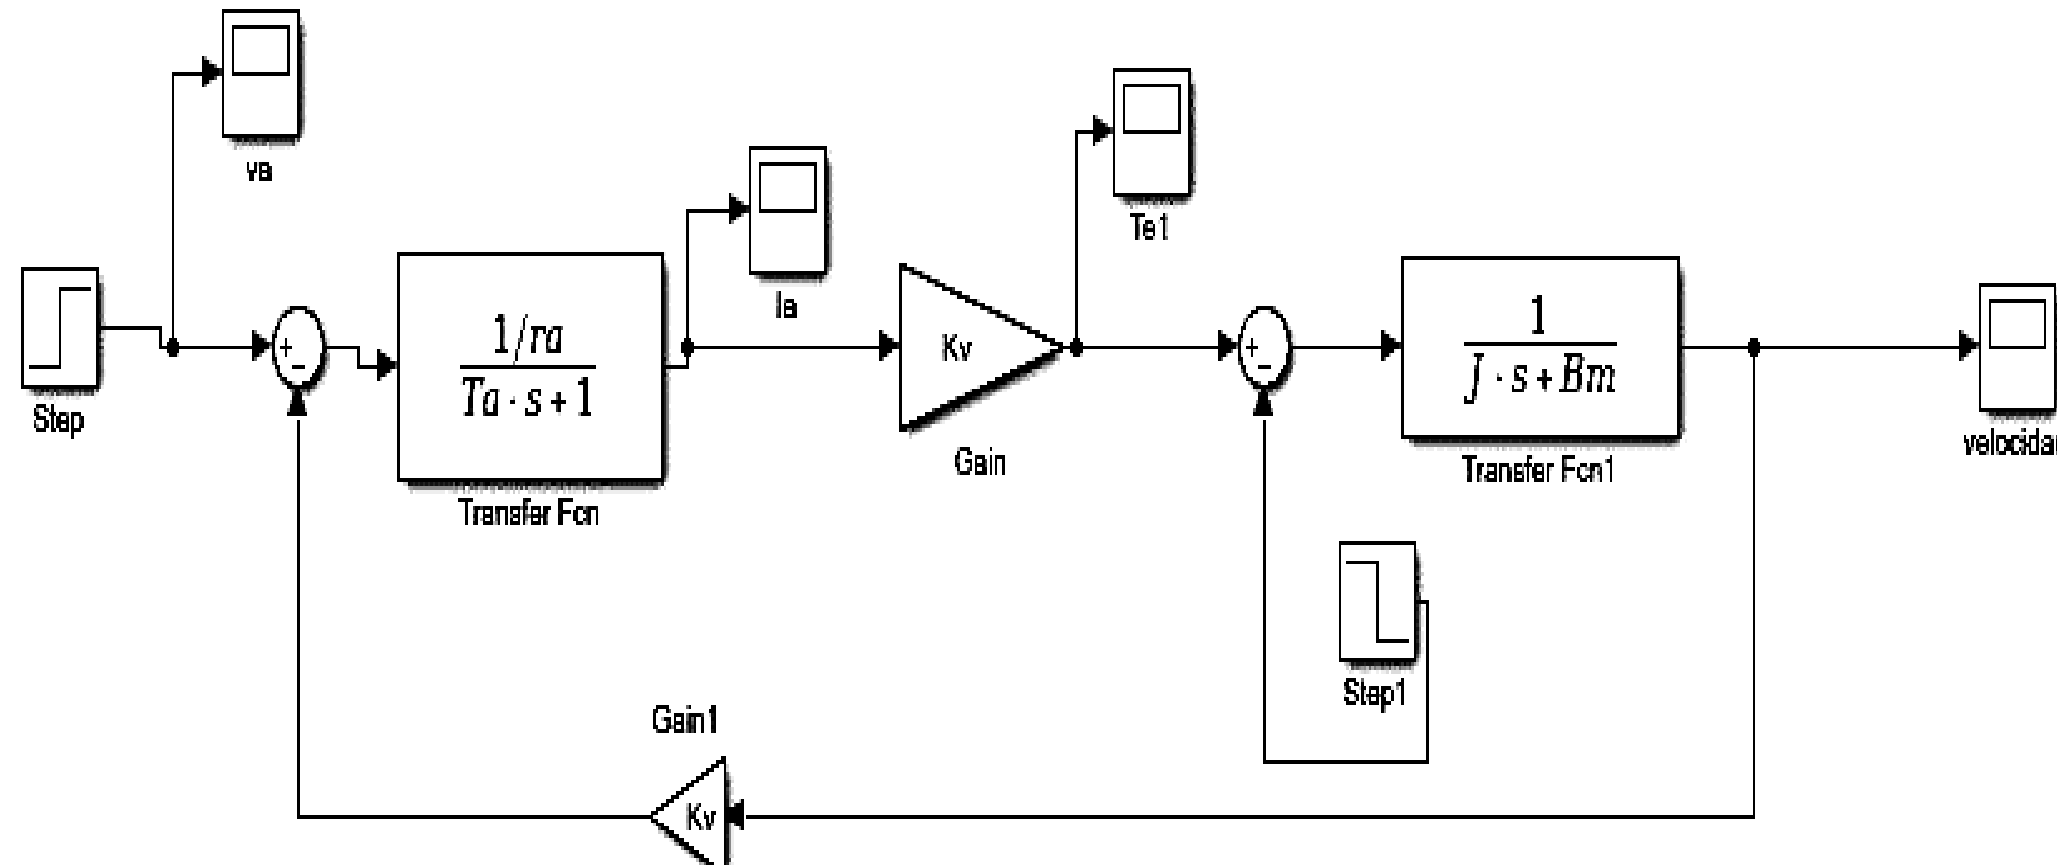 va
Ia
Te1
Step
+
−
1/ra
Ta · s + 1
Transfer Fcn
Kv
Gain
+
−
1
J · s + Bm
Transfer Fcn1
velocidad
Step1
Gain1
Kv